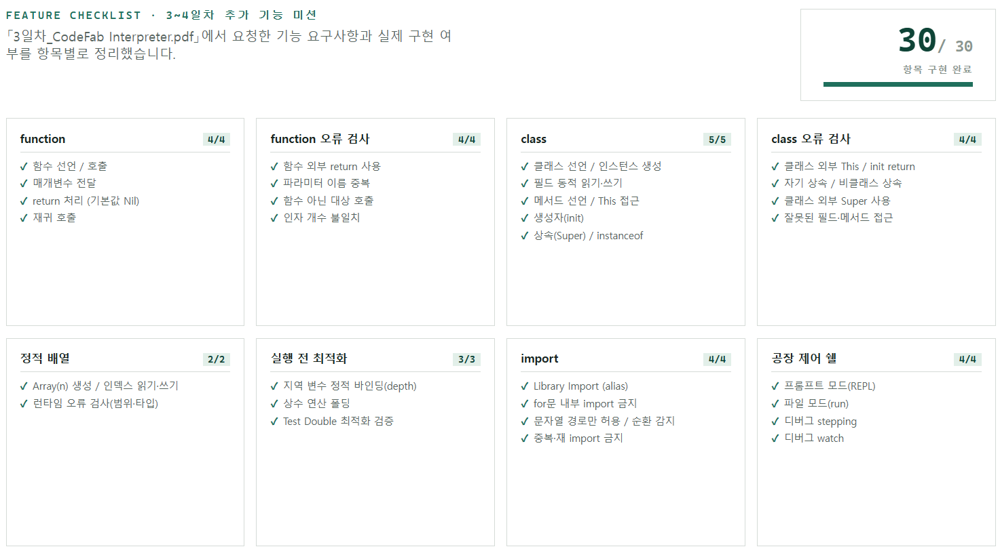 FEATURE CHECKLIST · 3~4일차 추가 기능 미션
「3일차_CodeFab Interpreter.pdf」에서 요청한 기능 요구사항과 실제 구현 여
부를 항목별로 정리했습니다.
30/ 30
항목 구현 완료
function 4/4
✓ 함수 선언 / 호출
✓ 매개변수 전달
✓ return 처리 (기본값 Nil)
✓ 재귀 호출
function 오류 검사 4/4
✓ 함수 외부 return 사용
✓ 파라미터 이름 중복
✓ 함수 아닌 대상 호출
✓ 인자 개수 불일치
class 5/5
✓ 클래스 선언 / 인스턴스 생성
✓ 필드 동적 읽기·쓰기
✓ 메서드 선언 / This 접근
✓ 생성자(init)
✓ 상속(Super) / instanceof
class 오류 검사 4/4
✓ 클래스 외부 This / init return
✓ 자기 상속 / 비클래스 상속
✓ 클래스 외부 Super 사용
✓ 잘못된 필드·메서드 접근
정적 배열 2/2
✓ Array(n) 생성 / 인덱스 읽기·쓰기
✓ 런타임 오류 검사(범위·타입)
실행 전 최적화 3/3
✓ 지역 변수 정적 바인딩(depth)
✓ 상수 연산 폴딩
✓ Test Double 최적화 검증
import 4/4
✓ Library Import (alias)
✓ for문 내부 import 금지
✓ 문자열 경로만 허용 / 순환 감지
✓ 중복·재 import 금지
공장 제어 쉘 4/4
✓ 프롬프트 모드(REPL)
✓ 파일 모드(run)
✓ 디버그 stepping
✓ 디버그 watch